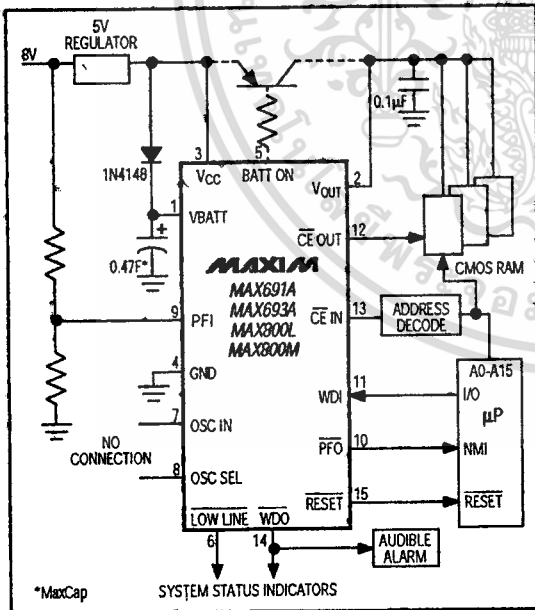 5V
REGULATOR
8V
0.1µF
3
5
1N4148
VCC
BATT ON
VOUT
2
1
VBATT
CE OUT
12
0.47F*
MAXIM
MAX691A
MAX693A
MAX800L
MAX800M
CMOS RAM
9
PFI
CE IN
13
ADDRESS
DECODE
4
GND
A0-A15
WDI
11
I/O
µP
7
OSC IN
NO
CONNECTION
PFO
10
NMI
8
OSC SEL
RESET
15
RESET
LOW LINE
WDO
6
14
AUDIBLE
ALARM
*MaxCap
SYSTEM STATUS INDICATORS